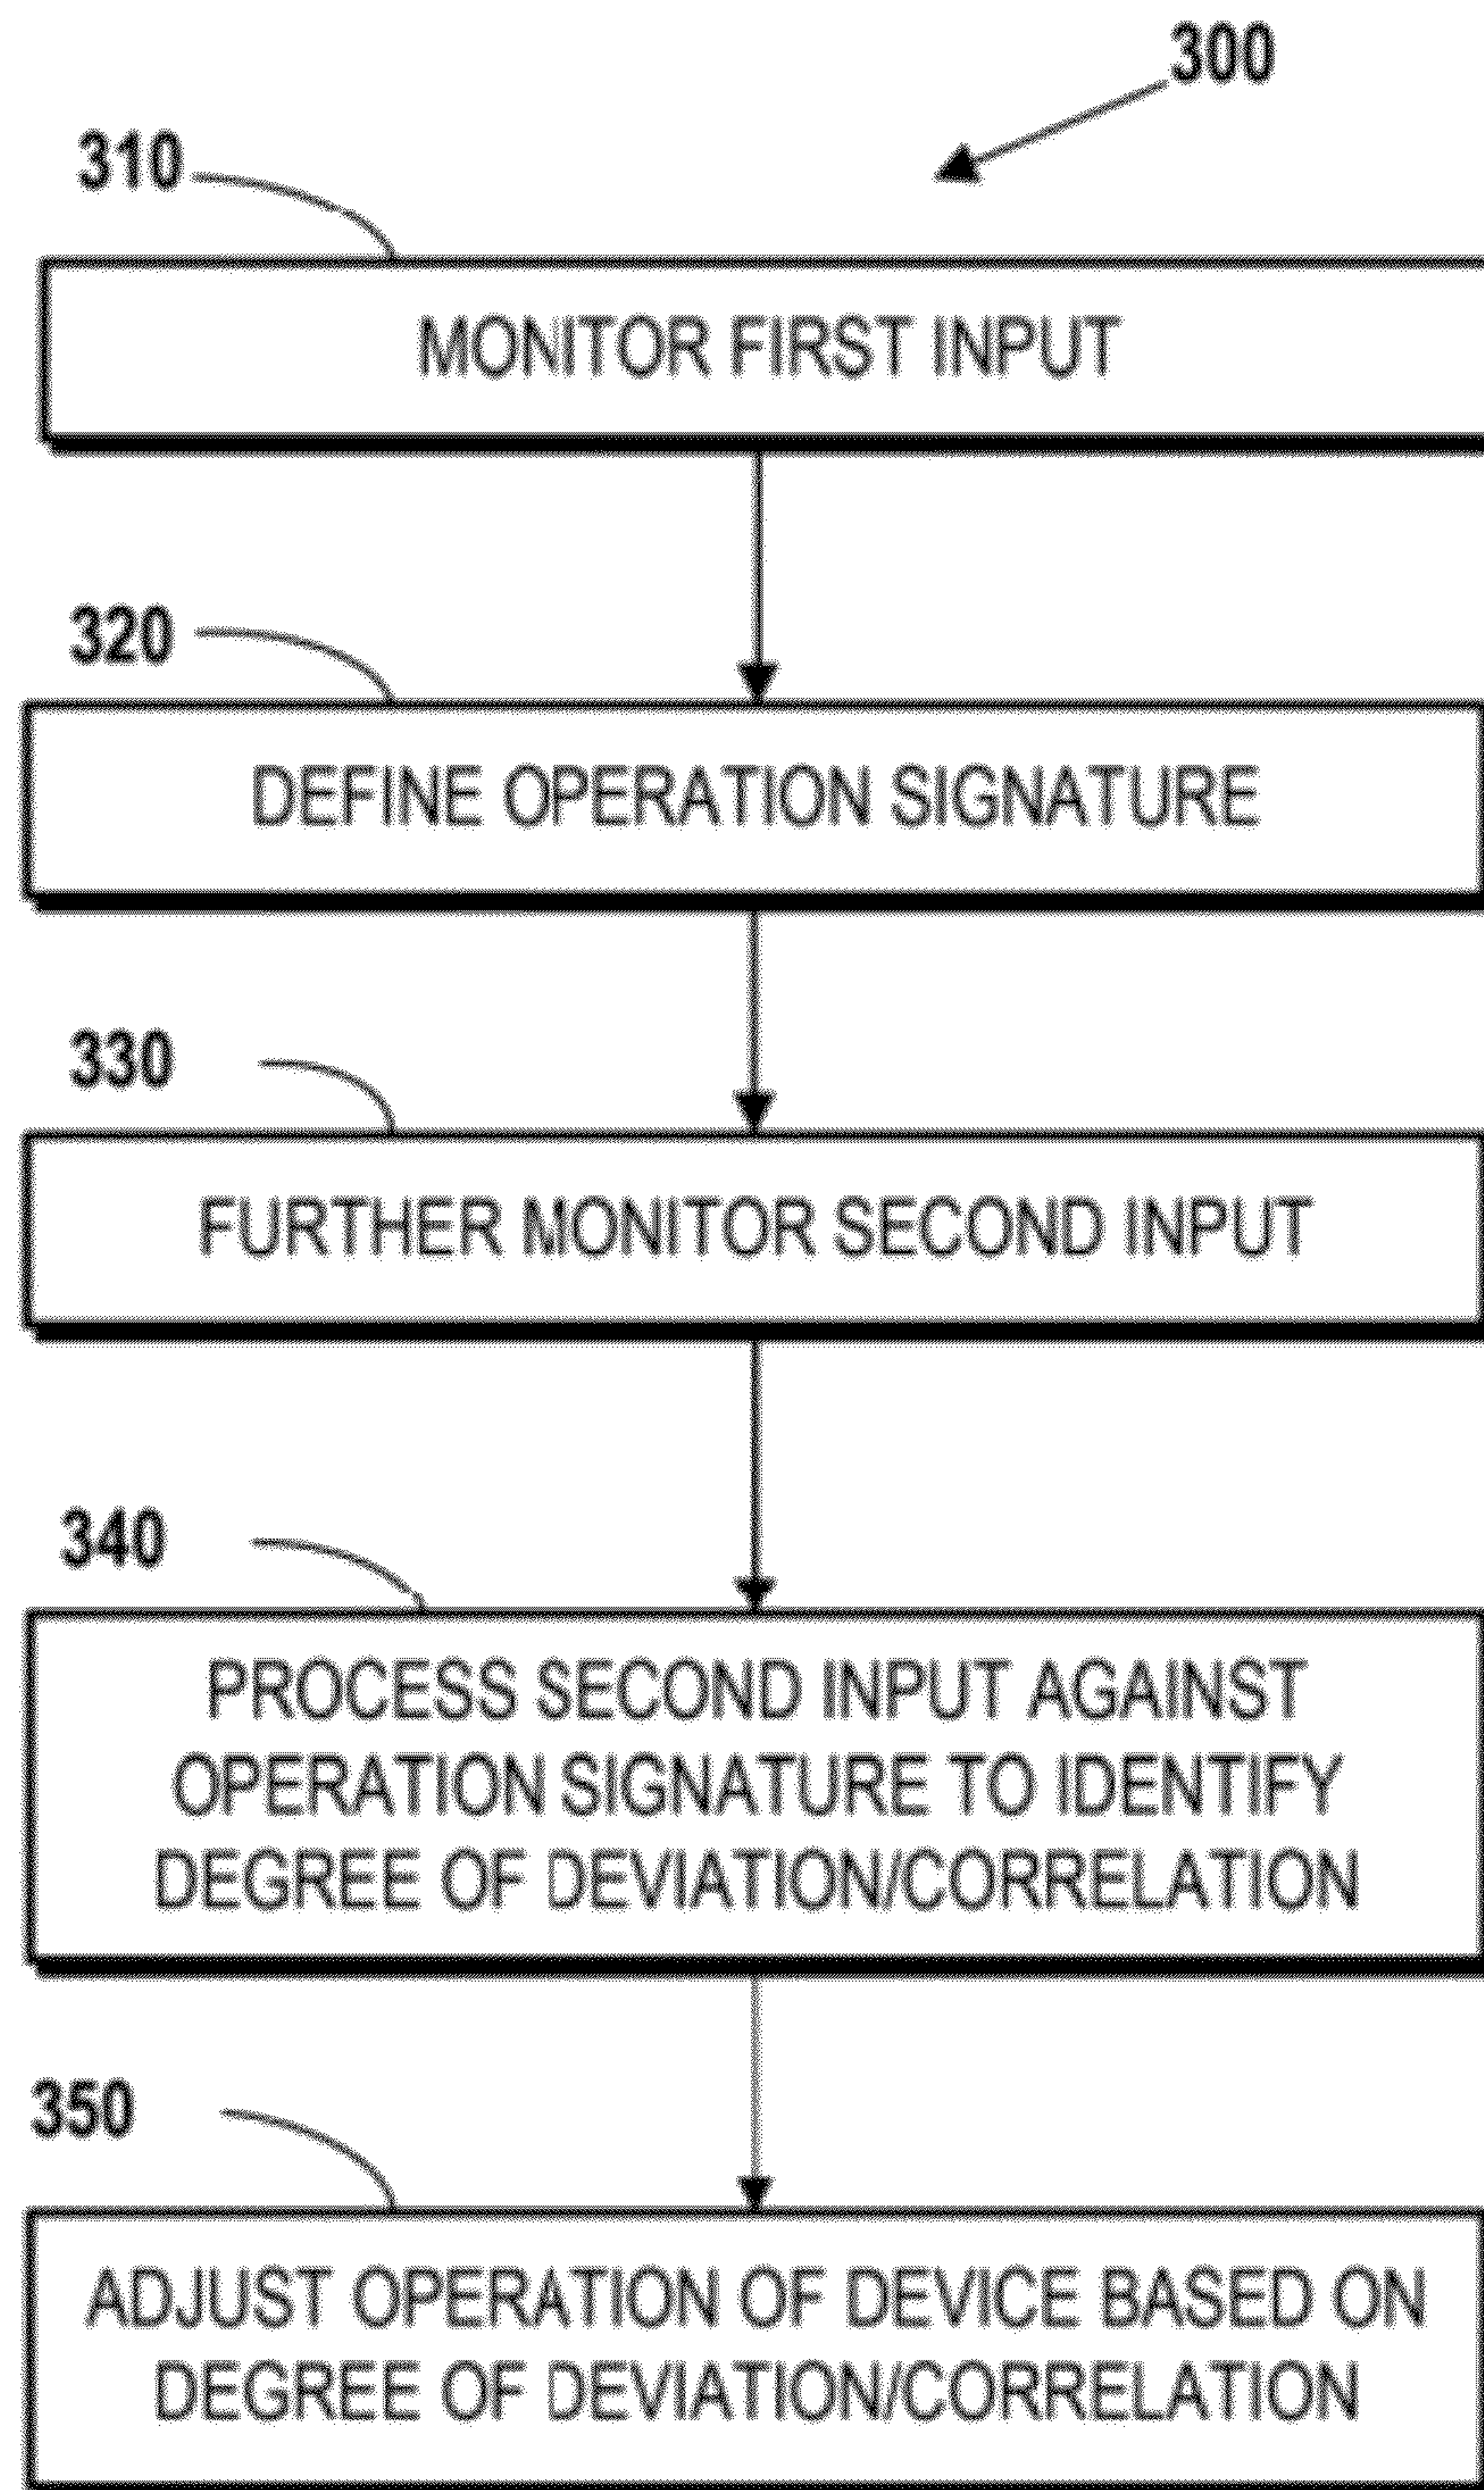 300
310
MONITOR FIRST INPUT
320
DEFINE OPERATION SIGNATURE
330
FURTHER MONITOR SECOND INPUT
340
PROCESS SECOND INPUT AGAINST
OPERATION SIGNATURE TO IDENTIFY
DEGREE OF DEVIATION/CORRELATION
350
ADJUST OPERATION OF DEVICE BASED ON
DEGREE OF DEVIATION/CORRELATION